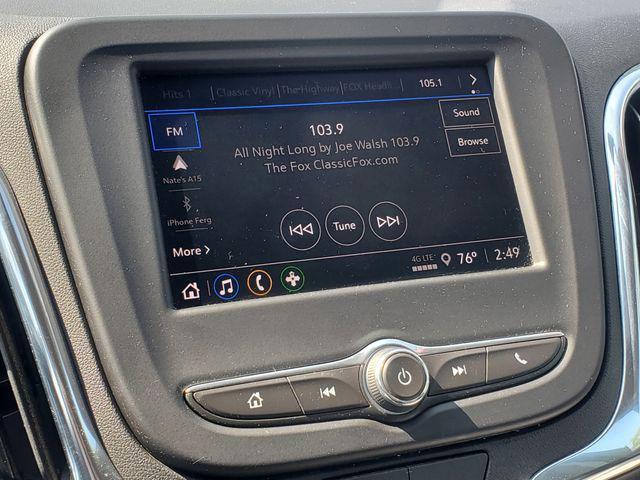 Hits 1 Classic Vinyl The Highway FOX Headli... 105.1
FM
103.9
Sound
All Night Long by Joe Walsh 103.9
The Fox ClassicFox.com
Browse
Nate's A15
iPhone Ferg
Tune
More
4G LTE 76° 2:49